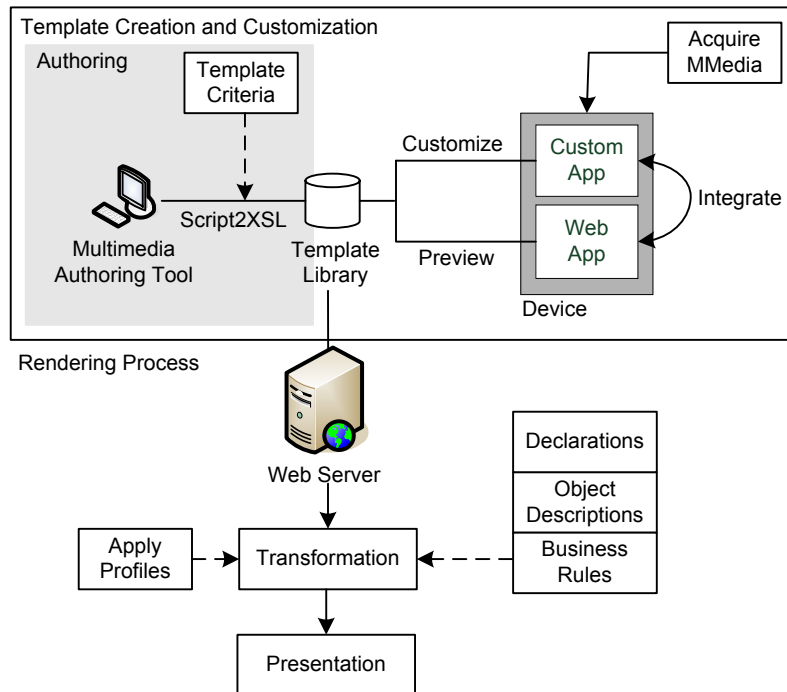 Template Creation and Customization
Authoring
Template
Criteria
Acquire
MMedia
Customize
Custom
App
Integrate
Script2XSL
Multimedia
Authoring Tool
Template
Library
Preview
Web
App
Device
Rendering Process
Web Server
Declarations
Object
Descriptions
Business
Rules
Apply
Profiles
Transformation
Presentation